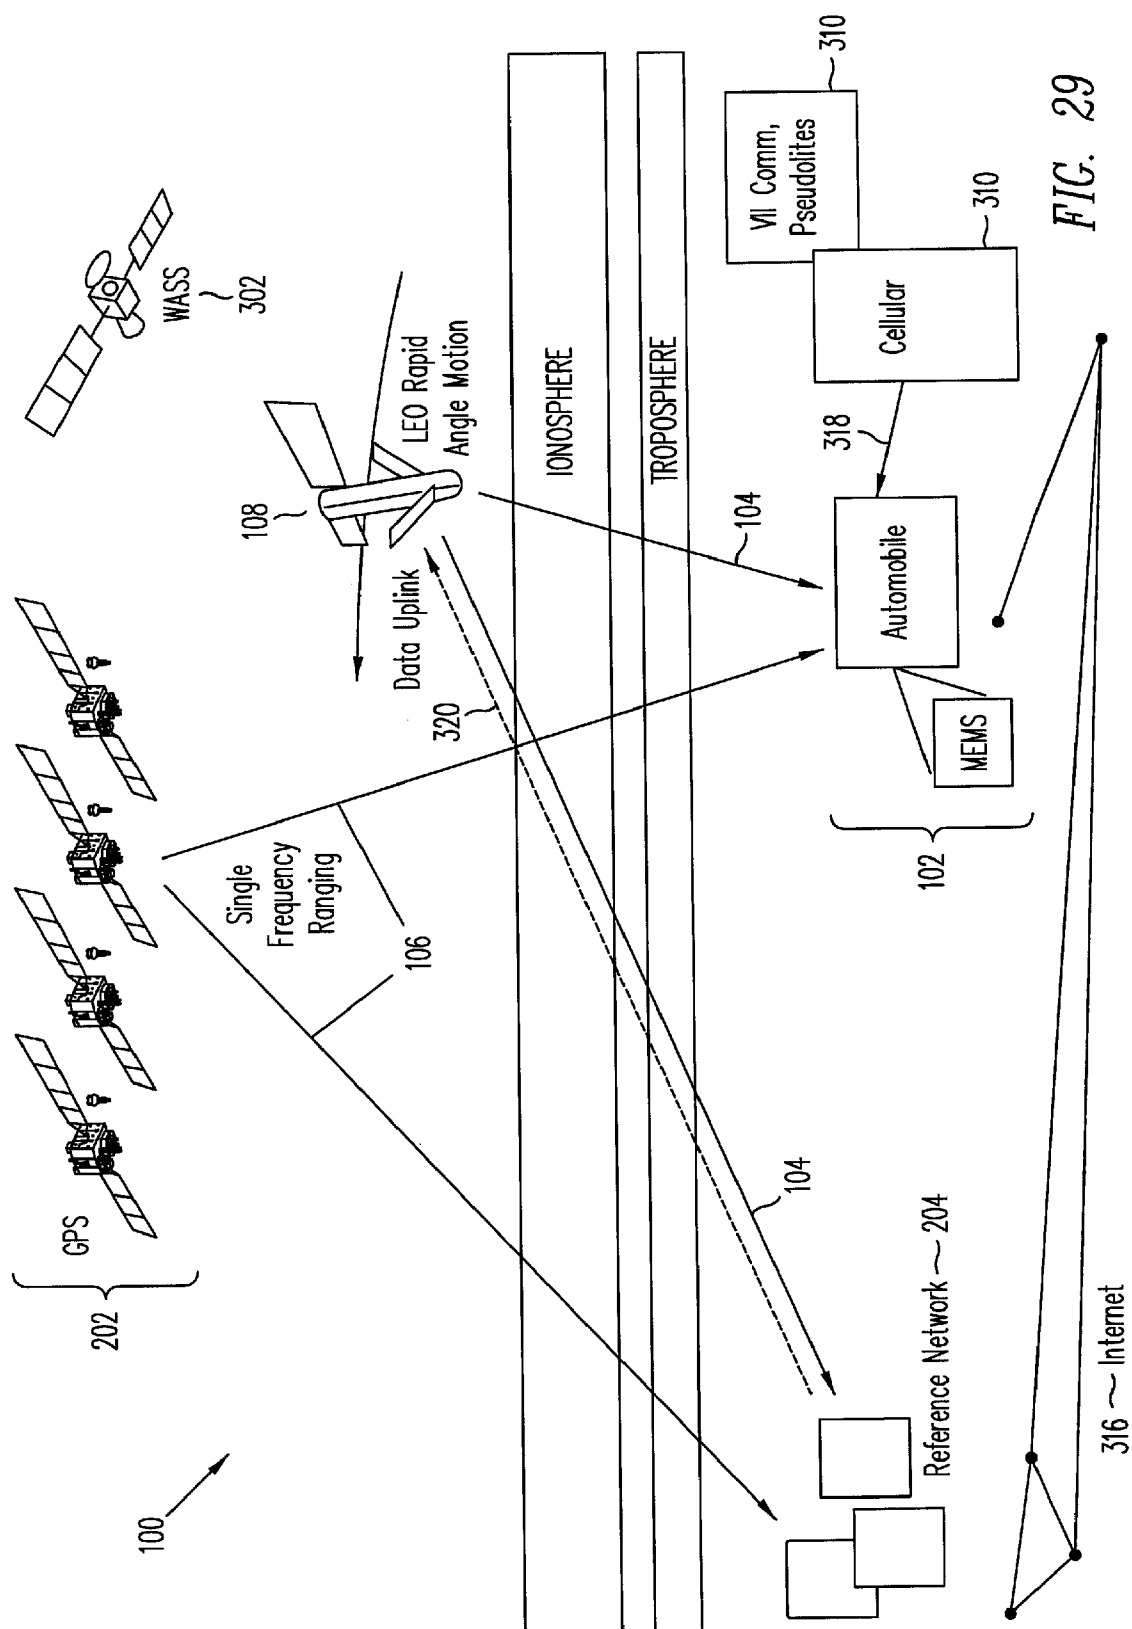 100
202
GPS
WASS
302
Single
Frequency
Ranging
106
108
LEO Rapid
Angle Motion
Data Uplink
320
IONOSPHERE
TROPOSPHERE
104
104
Reference Network
204
102
MEMS
Automobile
318
Cellular
310
VII Comm,
Pseudolites
310
316
Internet
FIG. 29